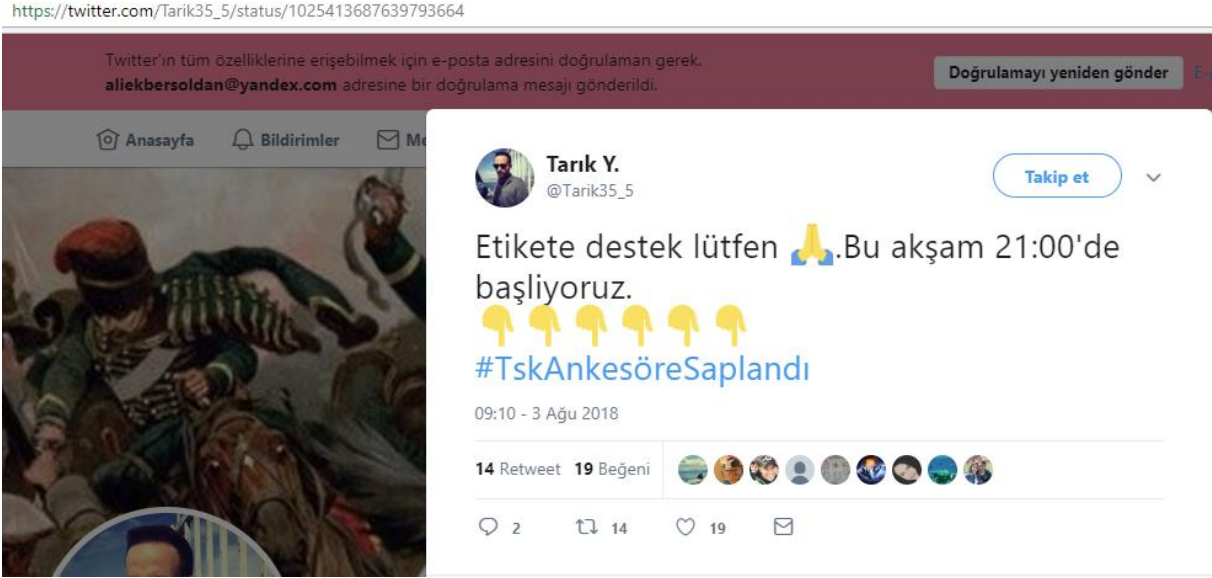 https://twitter.com/Tarik35_5/status/1025413687639793664
Twitter'ın tüm özelliklerine erişebilmek için e-posta adresini doğrulaman gerek.
aliekbersoldan@yandex.com adresine bir doğrulama mesajı gönderildi.
Doğrulamayı yeniden gönder
Anasayfa Bildirimler
Tarık Y.
@Tarik35_5
Takip et
Etikete destek lütfen 🙏.Bu akşam 21:00'de
başliyoruz.
👇👇👇👇👇👇
#TskAnkesöreSaplandı
09:10 - 3 Ağu 2018
14 Retweet 19 Beğeni
2 14 19